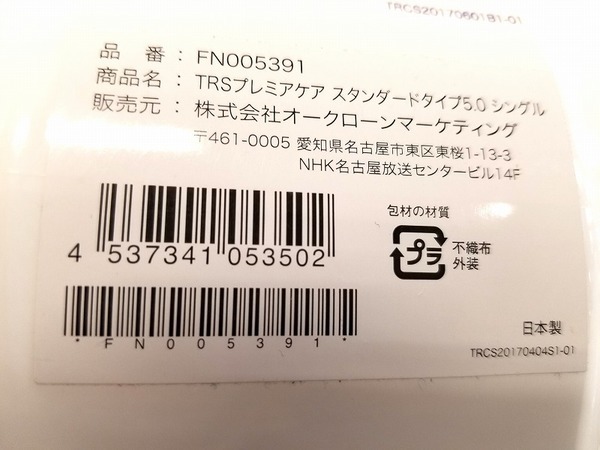 TRCS20170601B1-01
品 番：FN005391
商品名：TRSプレミアケア スタンダードタイプ5.0 シングル
販売元：株式会社オークローンマーケティング
〒461-0005 愛知県名古屋市東区東桜1-13-3
NHK名古屋放送センタービル14F
包材の材質
プラ
不織布
外装
4 537341 053502
*FN005391*
日本製
TRCS20170404S1-01